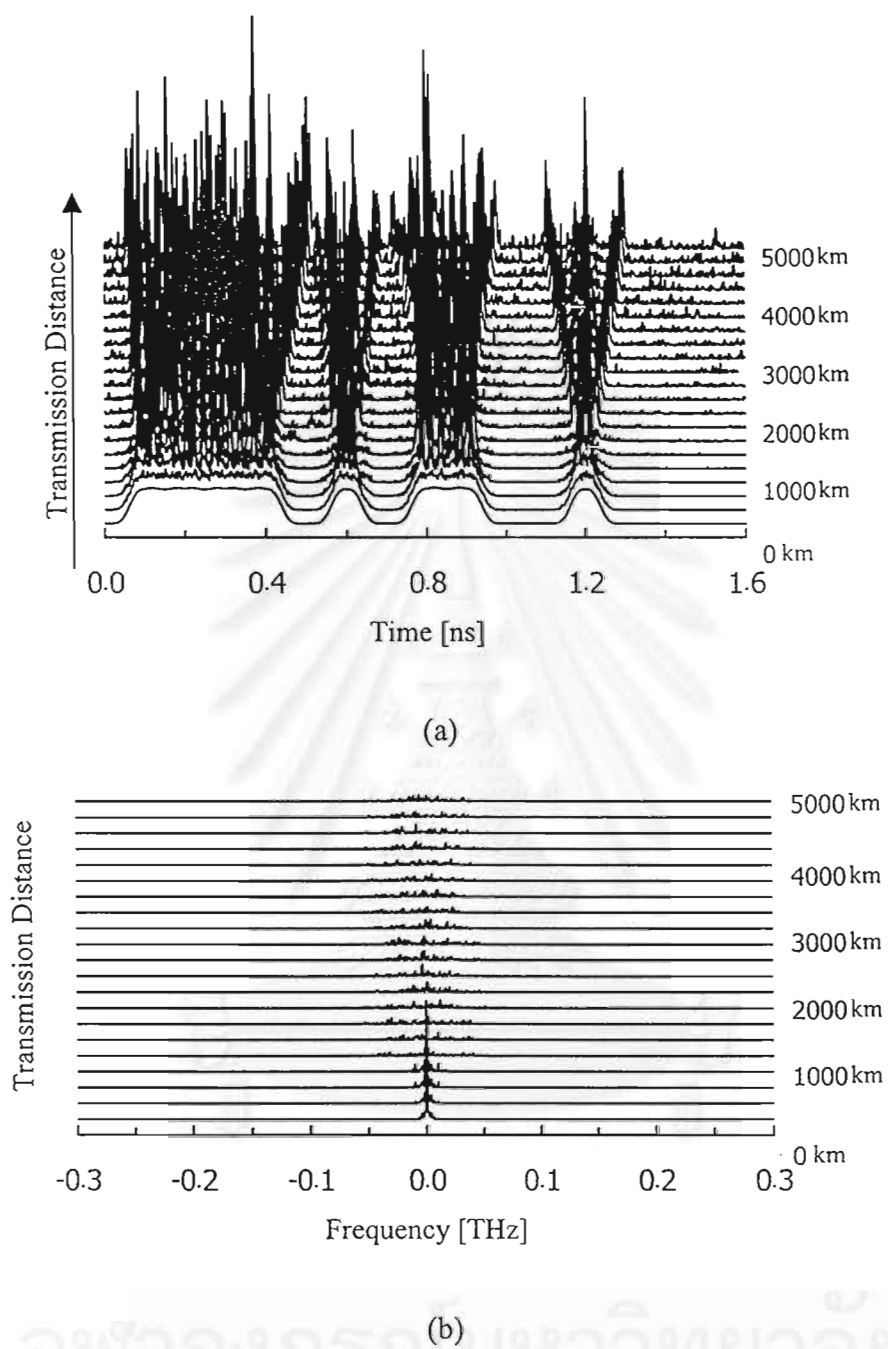 Transmission Distance
5000 km
4000 km
3000 km
2000 km
1000 km
0 km
0.0 0.4 0.8 1.2 1.6
Time [ns]
(a)
Transmission Distance
5000 km
4000 km
3000 km
2000 km
1000 km
0 km
-0.3 -0.2 -0.1 0.0 0.1 0.2 0.3
Frequency [THz]
(b)